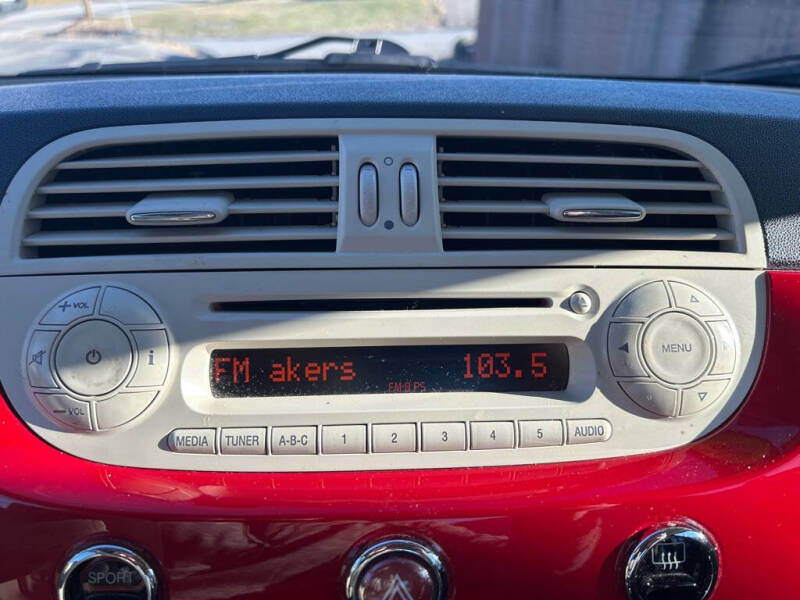 + VOL
i
MENU
FM akers 103.5
FM-B PS
- VOL
MEDIA TUNER A-B-C 1 2 3 4 5 AUDIO
SPORT